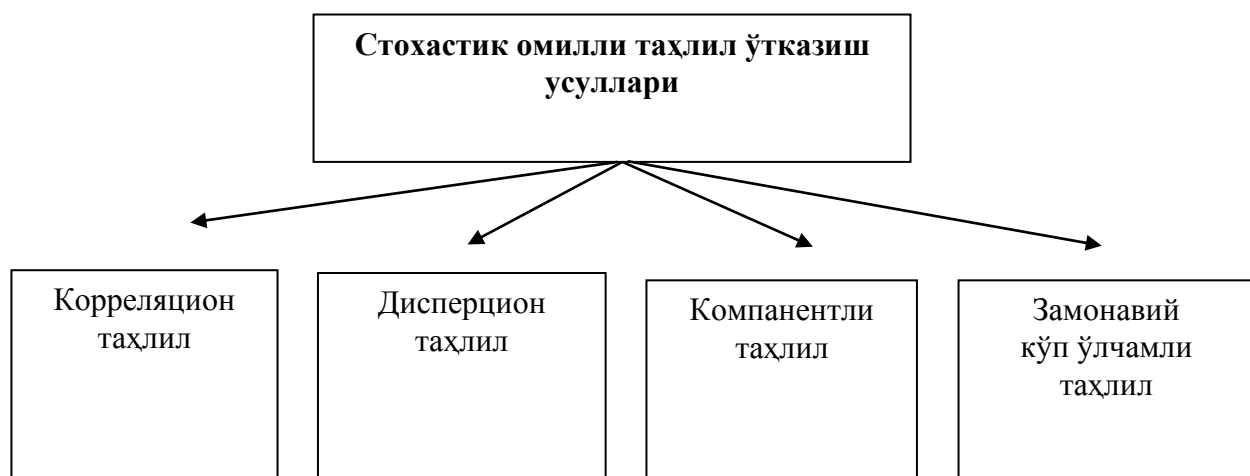 Стохастик омилли таҳлил ўтказиш
усуллари
Корреляцион
таҳлил
Дисперцион
таҳлил
Компанентли
таҳлил
Замонавий
кўп ўлчамли
таҳлил